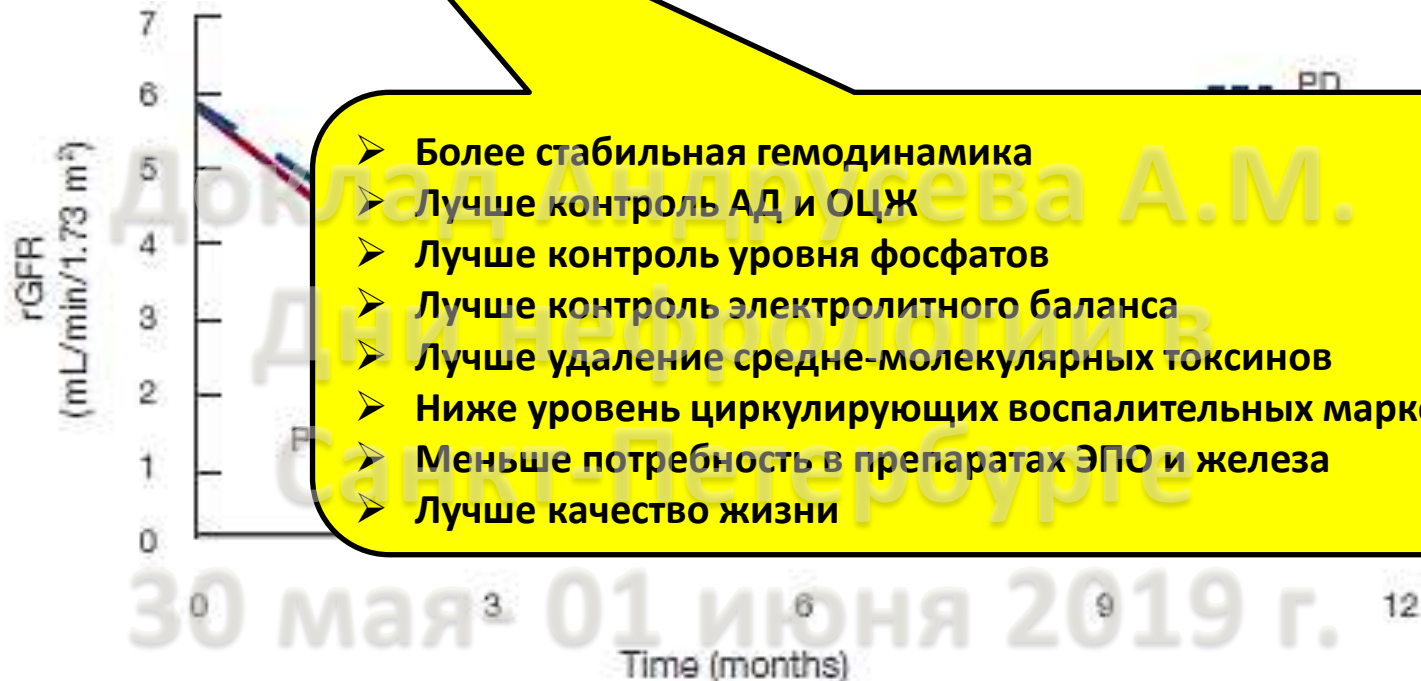 7
6
5
4
3
2
1
0
rGFR
(mL/min/1.73 m²)
PD
➢ Более стабильная гемодинамика
➢ Лучше контроль АД и ОЦЖ
➢ Лучше контроль уровня фосфатов
➢ Лучше контроль электролитного баланса
➢ Лучше удаление средне-молекулярных токсинов
➢ Ниже уровень циркулирующих воспалительных
➢ Меньше потребность в препаратах ЭПО и железа
➢ Лучше качество жизни
0 3 6 9 12
Time (months)
Доклад Андрусева А.М.
Дни нефрологии в
Санкт-Петербурге
30 мая- 01 июня 2019 г.